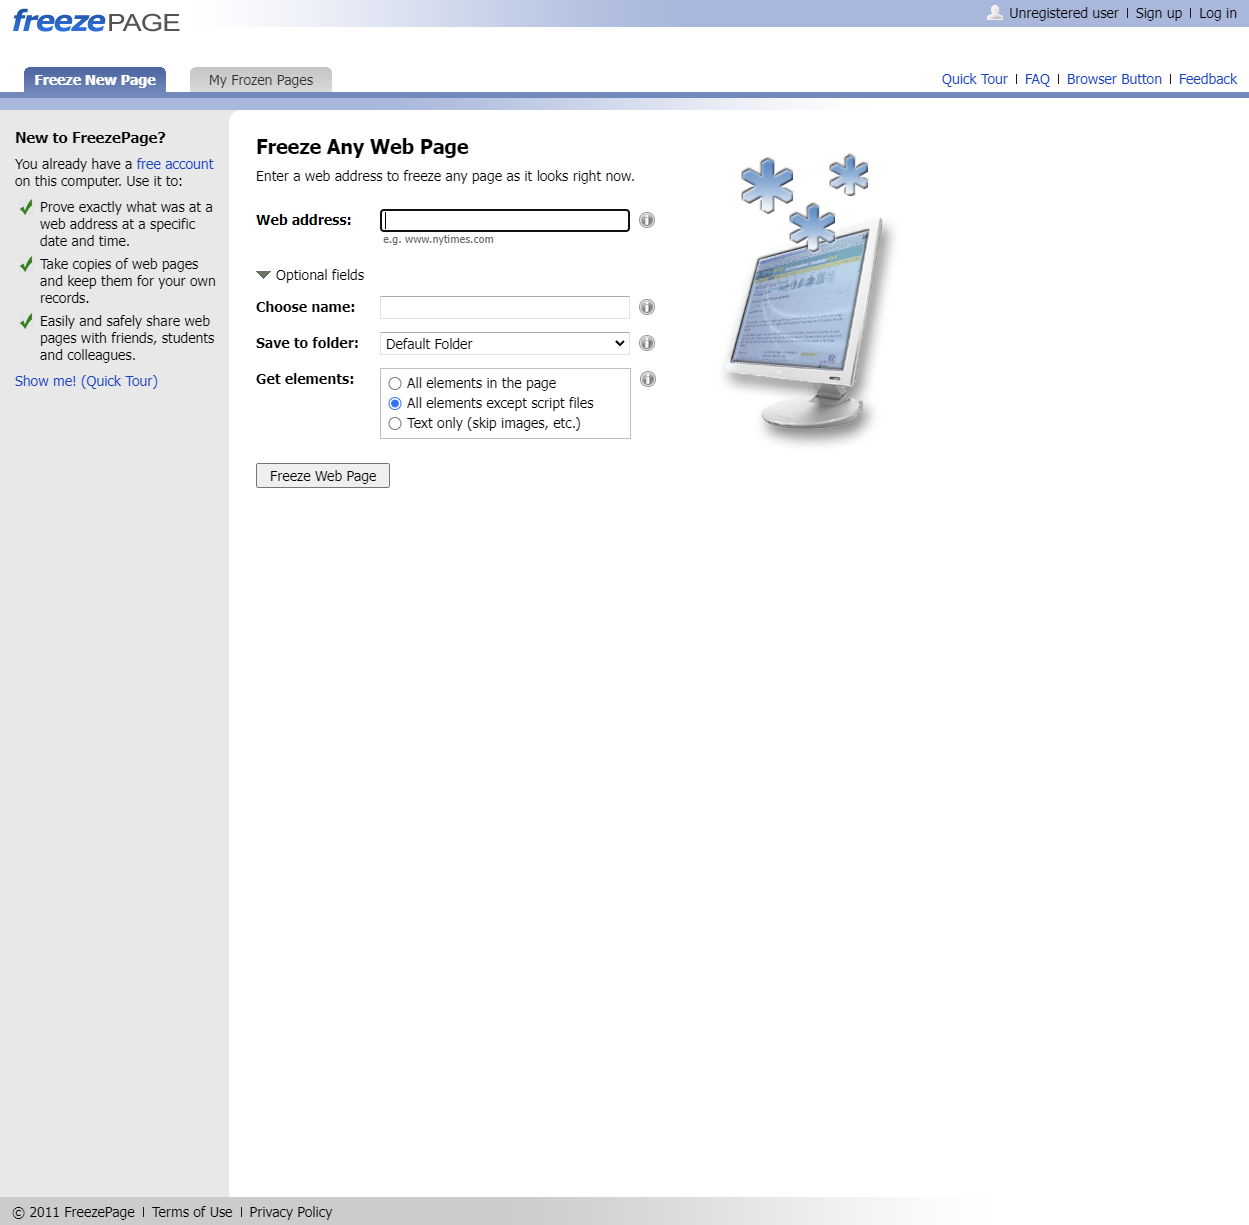 freezePAGE
Unregistered user | Sign up | Log in
Freeze New Page
My Frozen Pages
Quick Tour | FAQ | Browser Button | Feedback
New to FreezePage?
You already have a free account
on this computer. Use it to:
Prove exactly what was at a
web address at a specific
date and time.
Take copies of web pages
and keep them for your own
records.
Easily and safely share web
pages with friends, students
and colleagues.
Show me! (Quick Tour)
Freeze Any Web Page
Enter a web address to freeze any page as it looks right now.
Web address:
e.g. www.nytimes.com
Optional fields
Choose name:
Save to folder: Default Folder
Get elements:
All elements in the page
All elements except script files
Text only (skip images, etc.)
Freeze Web Page
© 2011 FreezePage | Terms of Use | Privacy Policy